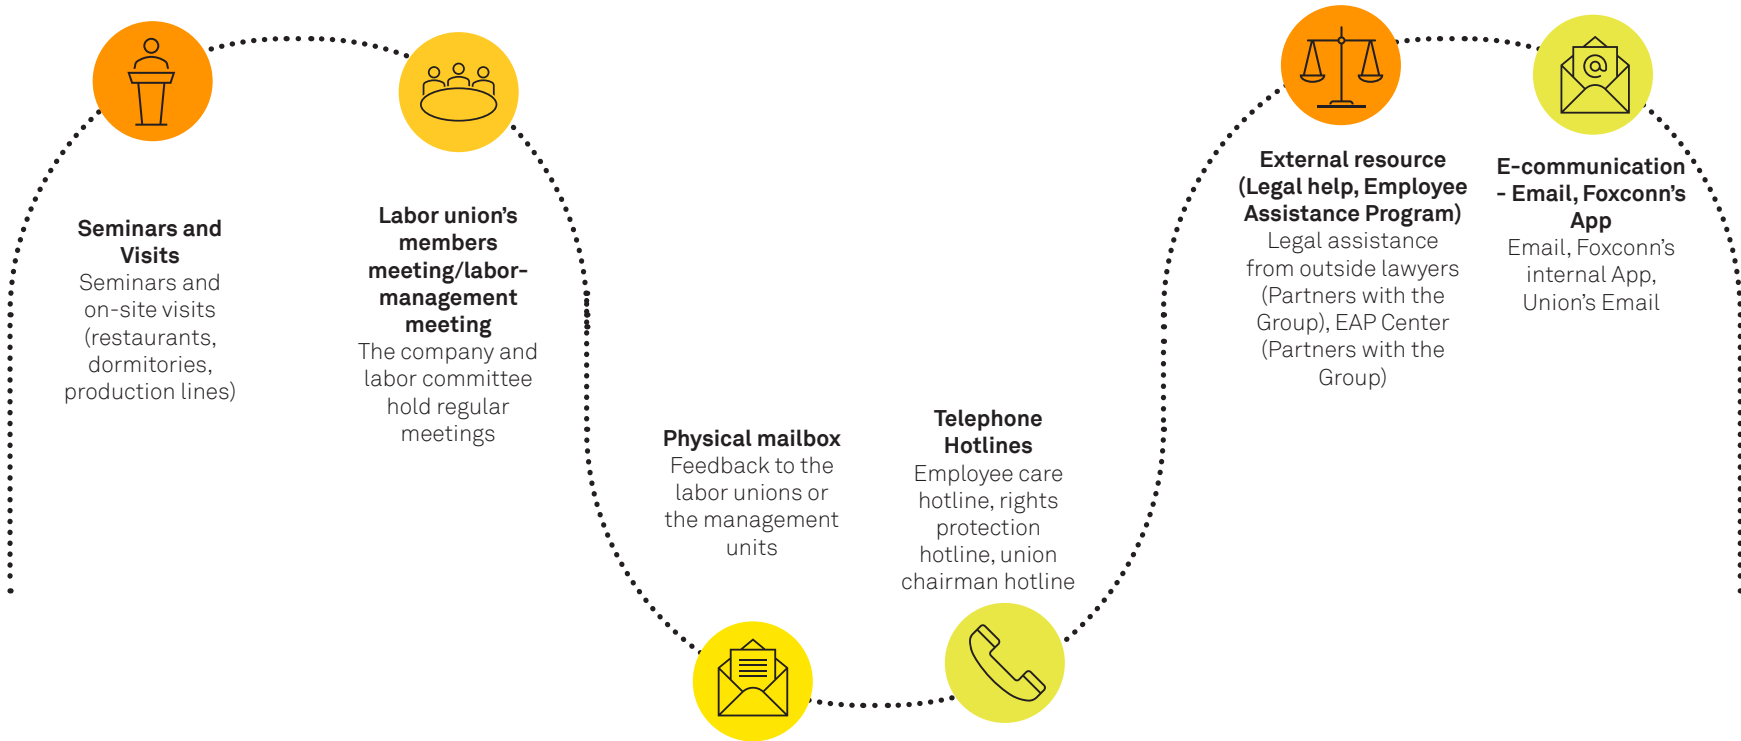 Seminars and
Visits
Seminars and
on-site visits
(restaurants,
dormitories,
production lines)
Labor union's
members
meeting/labor-
management
meeting
The company and
labor committee
hold regular
meetings
Physical mailbox
Feedback to the
labor unions or
the management
units
Telephone
Hotlines
Employee care
hotline, rights
protection
hotline, union
chairman hotline
External resource
(Legal help, Employee
Assistance Program)
Legal assistance
from outside lawyers
(Partners with the
Group), EAP Center
(Partners with the
Group)
E-communication
- Email, Foxconn's
App
Email, Foxconn's
internal App,
Union's Email
@